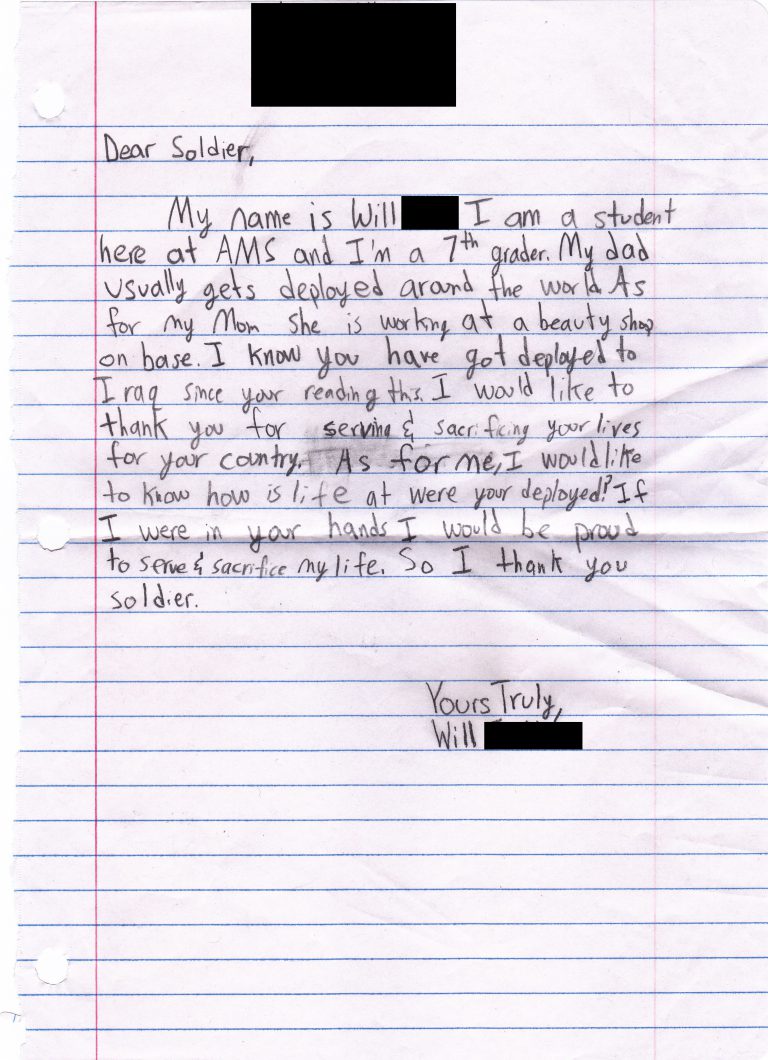 Dear Soldier,
My name is Will I am a student
here at AMS and I'm a 7th grader. My dad
usually gets deployed around the world. As
for my Mom she is working at a beauty shop
on base. I know you have got deployed to
Iraq since your reading this. I would like to
thank you for serving & sacrificing your lives
for your country. As for me, I would like
to know how is life at were your deployed? If
I were in your hands I would be proud
to serve & sacrifice my life. So I thank you
soldier.
Yours Truly,
Will